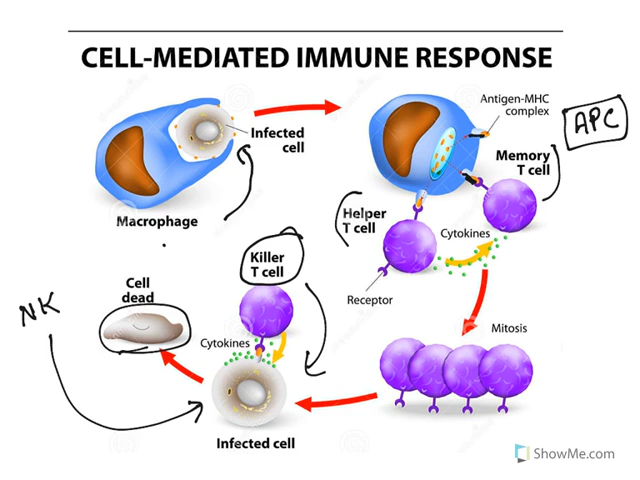 CELL-MEDIATED IMMUNE RESPONSE
Antigen-MHC
complex
APC
Infected
cell
Memory
T cell
Macrophage
Helper
T cell
Cytokines
Killer
T cell
Cell
dead
Receptor
NK
Mitosis
Cytokines
Infected cell
ShowMe.com